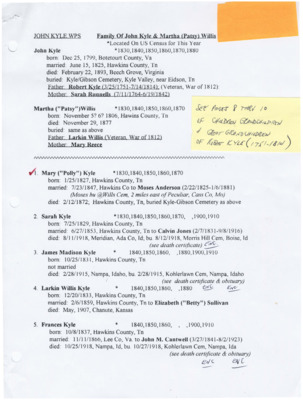 JOHN KYLE WPS Family Of John Kyle & Martha (Patsy) Willis
*Located On US Census for This Year
John Kyle *1830,1840,1850,1860,1870,1880
born: Dec 25, 1799, Botetourt County, Va
married: June 15, 1825, Hawkins County, Tn
died: February 22, 1893, Beech Grove, Virginia
buried: Kyle/Gibson Cemetery, Kyle Valley, near Eidson, Tn
Father: Robert Kyle (3/25/1751-7/14/1814), (Veteran, War of 1812)
Mother: Sarah Runnells (7/11/1764-6/19/1842)
Martha ("Patsy")Willis *1830,1840,1850,1860,1870
born: November 5? 6? 1806, Hawins County, Tn
died: November 29, 1877
buried: same as above
Father: Larkin Willis (Veteran, War of 1812)
Mother: Mary Reece
SEE PAGES 8 THRU 10
OF
& GREAT GRANDCHILDREN
OF ROBERT KYLE (1751-1814)
1. Mary ("Polly") Kyle *1830,1840,1850,1860,1870
born: 1/25/1827, Hawkins County, Tn
married: 7/23/1847, Hawkins Co, Tn to Moses Anderson (2/22/1825-1/6/1881)
(Moses bu @Wills Cem, 2 miles east of Peculiar, Cass Co, Mo)
died: 2/12/1872, Hawkins County, Tn, buried Kyle-Gibson Cemetery as above
2. Sarah Kyle *1830,1840,1850,1860,1870, ,1900,1910
born: 7/25/1829, Hawkins County, Tn
married: 6/27/1853, Hawkins County, Tn to Calvin Jones (2/7/1831-9/8/1916)
died: 8/11/1918, Meridian, Ada Co, Id, bu. 8/12/1918, Morris Hill Cem, Boise, Id
(see death certificate) ENC
3. James Madison Kyle * 1840,1850,1860, ,1880,1900,1910
born: 10/25/1831, Hawkins County, Tn
not married
died: 2/28/1915, Nampa, Idaho, bu. 2/28/1915, Kohlerlawn Cem, Nampa, Idaho
(see death certificate & obituary)
4. Larkin Willis Kyle * 1840,1850,1860, ,1880 ENC ENC
born: 12/20/1833, Hawkins County, Tn
married: 2/6/1859, Hawkins County, Tn to Elizabeth ("Betty") Sullivan
died: May, 1907, Chanute, Kansas
5. Frances Kyle * 1840,1850,1860, , ,1900,1910
born: 10/8/1837, Hawkins County, Tn
married: 11/11/1866, Lee Co, Va. to John M. Cantwell (3/27/1841-8/2/1923)
died: 10/25/1918, Nampa, Id, bu 10/27/1918, Kohlerlawn Cem, Nampa, Ida
(see death certificate & obituary)
ENC ENC